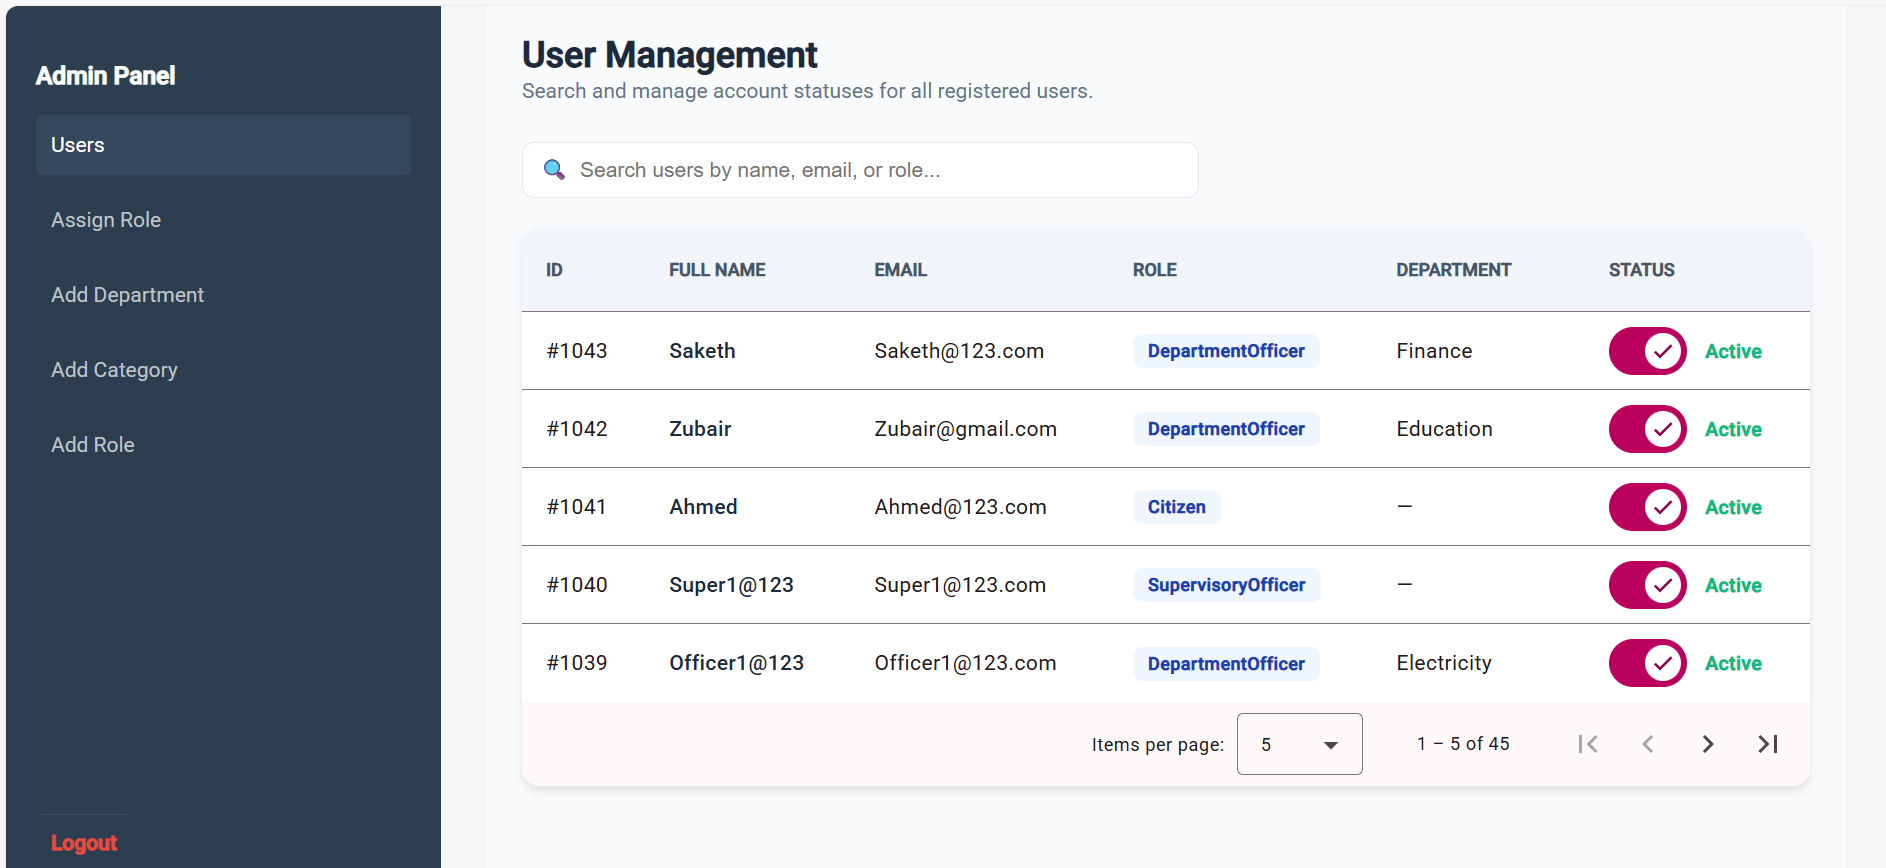 Admin Panel
Users
Assign Role
Add Department
Add Category
Add Role
Logout
User Management
Search and manage account statuses for all registered users.
Search users by name, email, or role...
ID FULL NAME EMAIL ROLE DEPARTMENT STATUS
#1043 Saketh Saketh@123.com DepartmentOfficer Finance Active
#1042 Zubair Zubair@gmail.com DepartmentOfficer Education Active
#1041 Ahmed Ahmed@123.com Citizen — Active
#1040 Super1@123 Super1@123.com SupervisoryOfficer — Active
#1039 Officer1@123 Officer1@123.com DepartmentOfficer Electricity Active
Items per page: 5 1 – 5 of 45